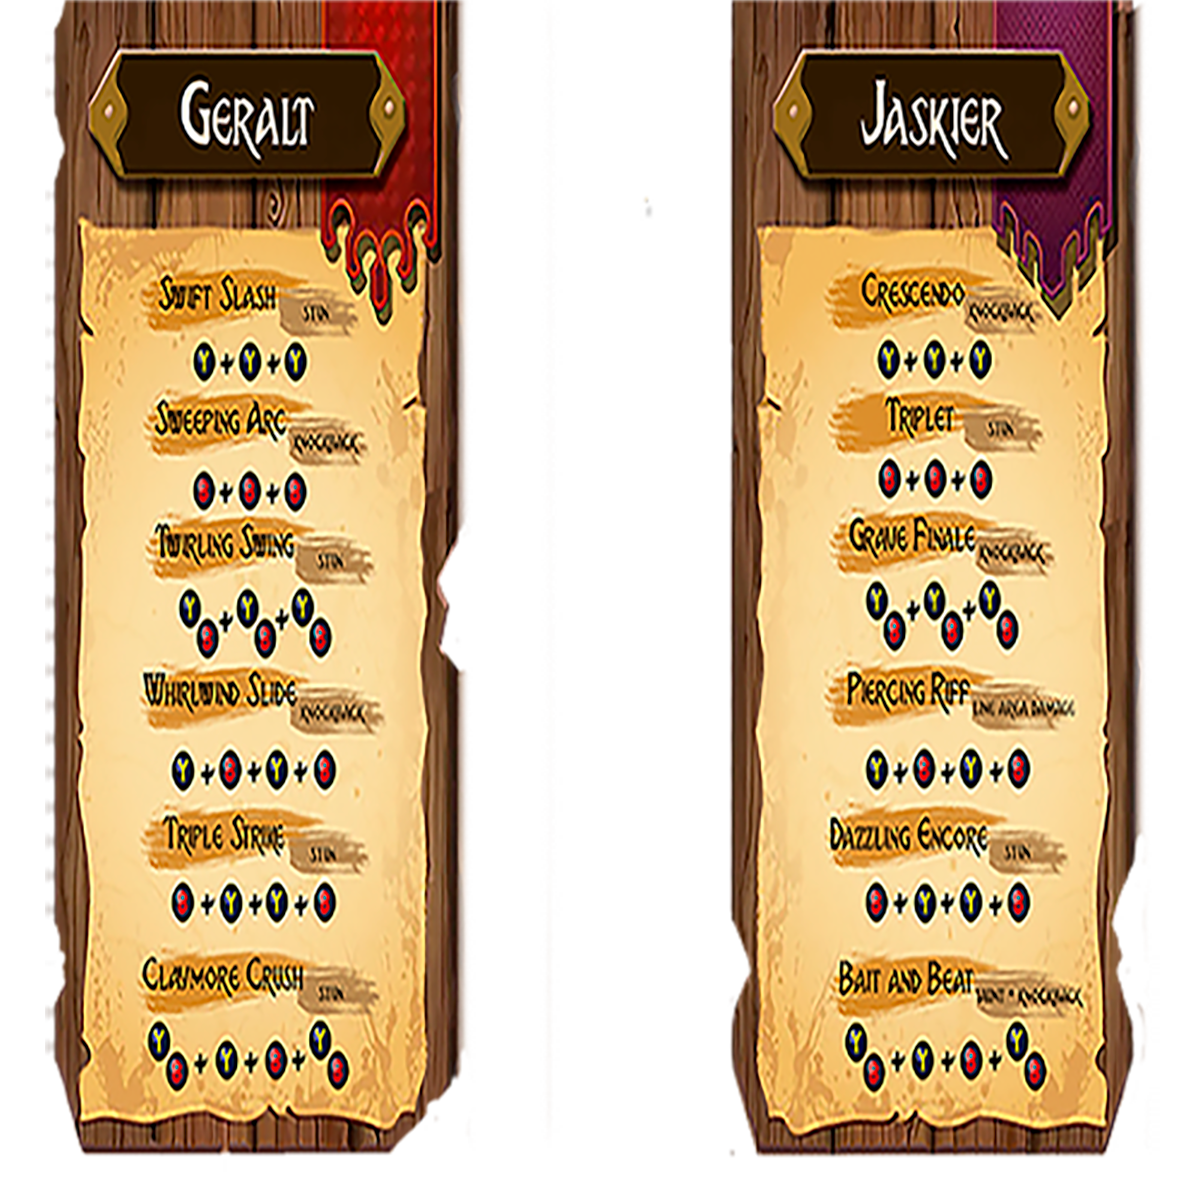 GERALT
SWIFT SLASH STUN
Y + Y + Y
SWEEPING ARC KNOCKBACK
B + B + B
TWIRLING SWING STUN
Y B + Y B + Y B
WHIRLWIND SLIDE KNOCKBACK
Y + B + Y + B
TRIPLE STRIKE STUN
B + Y + Y + B
CLAYMORE CRUSH STUN
Y B + Y + B + Y B
JASKIER
CRESCENDO KNOCKBACK
Y + Y + Y
TRIPLET STUN
B + B + B
GRAVE FINALE KNOCKBACK
Y B + Y B + Y B
PIERCING RIFF LINE AREA DAMAGE
Y + B + Y + B
DAZZLING ENCORE STUN
B + Y + Y + B
BAIT AND BEAT TAUNT + KNOCKBACK
Y B + Y + B + Y B